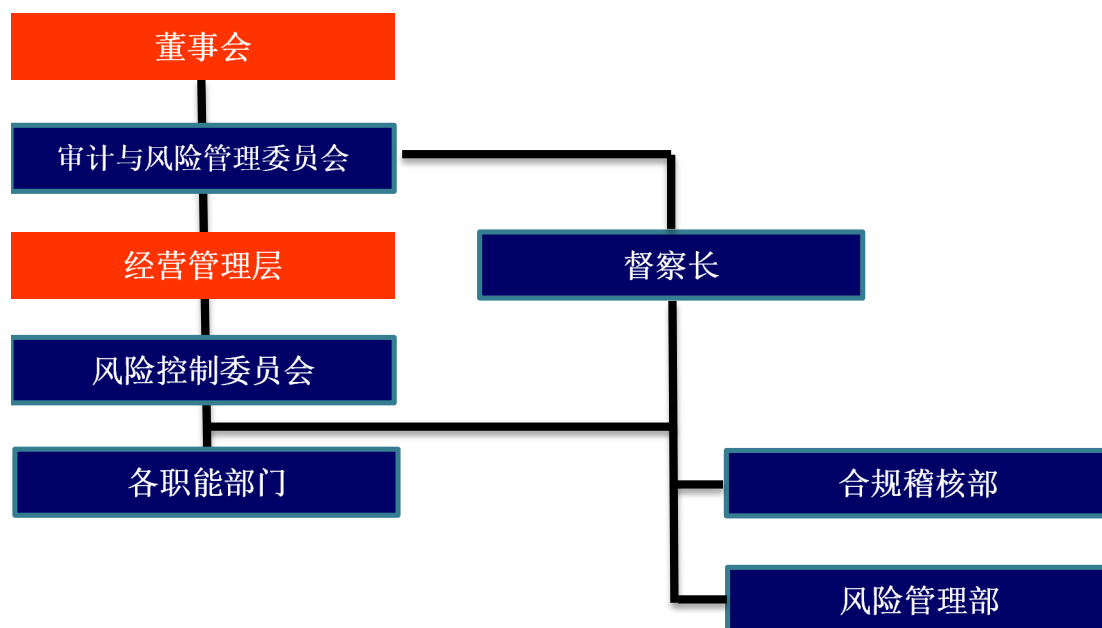 董事会
审计与风险管理委员会
经营管理层
督察长
风险控制委员会
各职能部门
合规稽核部
风险管理部